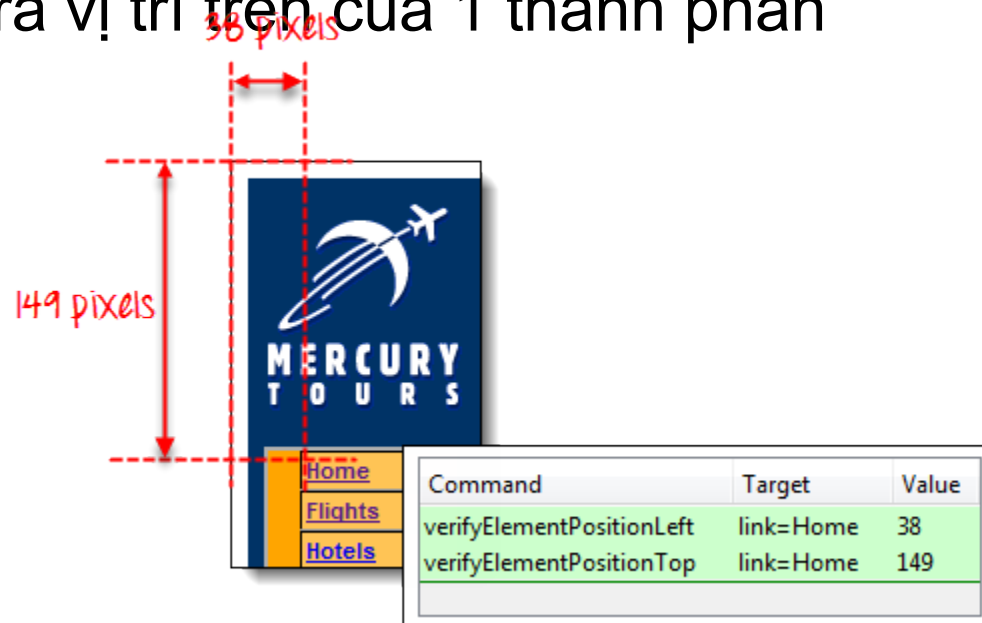 vị trí trên của 1 thành phần
38 pixels
149 pixels
MERCURY
TOURS
Home
Flights
Hotels
Command Target Value
verifyElementPositionLeft link=Home 38
verifyElementPositionTop link=Home 149